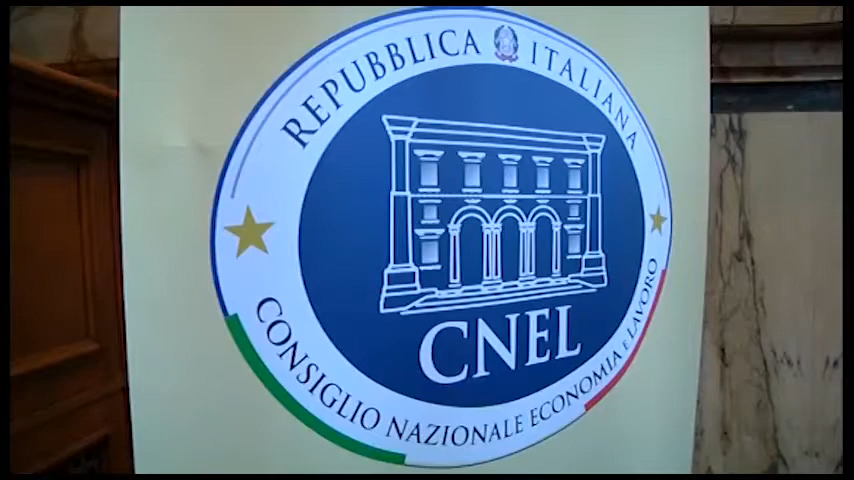 REPUBBLICA ITALIANA
CNEL
CONSIGLIO NAZIONALE ECONOMIA E LAVORO